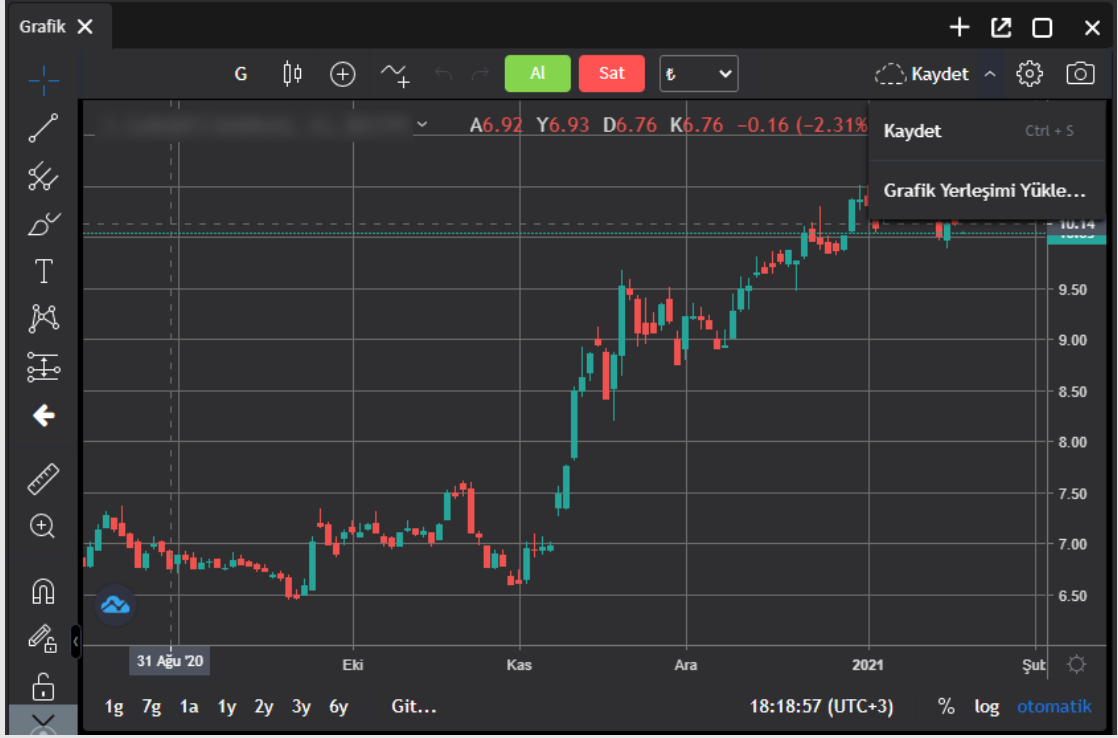 Grafik
G
Al
Sat
₺
Kaydet
A6.92 Y6.93 D6.76 K6.76 −0.16 (−2.31%
Kaydet Ctrl + S
Grafik Yerleşimi Yükle...
10.14
9.50
9.00
8.50
8.00
7.50
7.00
6.50
31 Ağu '20
Eki
Kas
Ara
2021
Şub
1g 7g 1a 1y 2y 3y 6y Git... 18:18:57 (UTC+3) % log otomatik